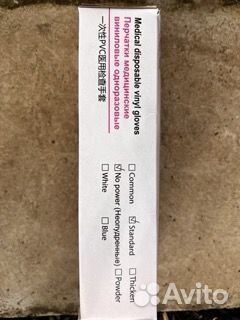 Medical disposable vinyl gloves
Перчатки медицинские
виниловые одноразовые
一次性PVC医用检查手套
Common Standard Thicken
No power (Неопудренные) Powder
White Blue
Avito